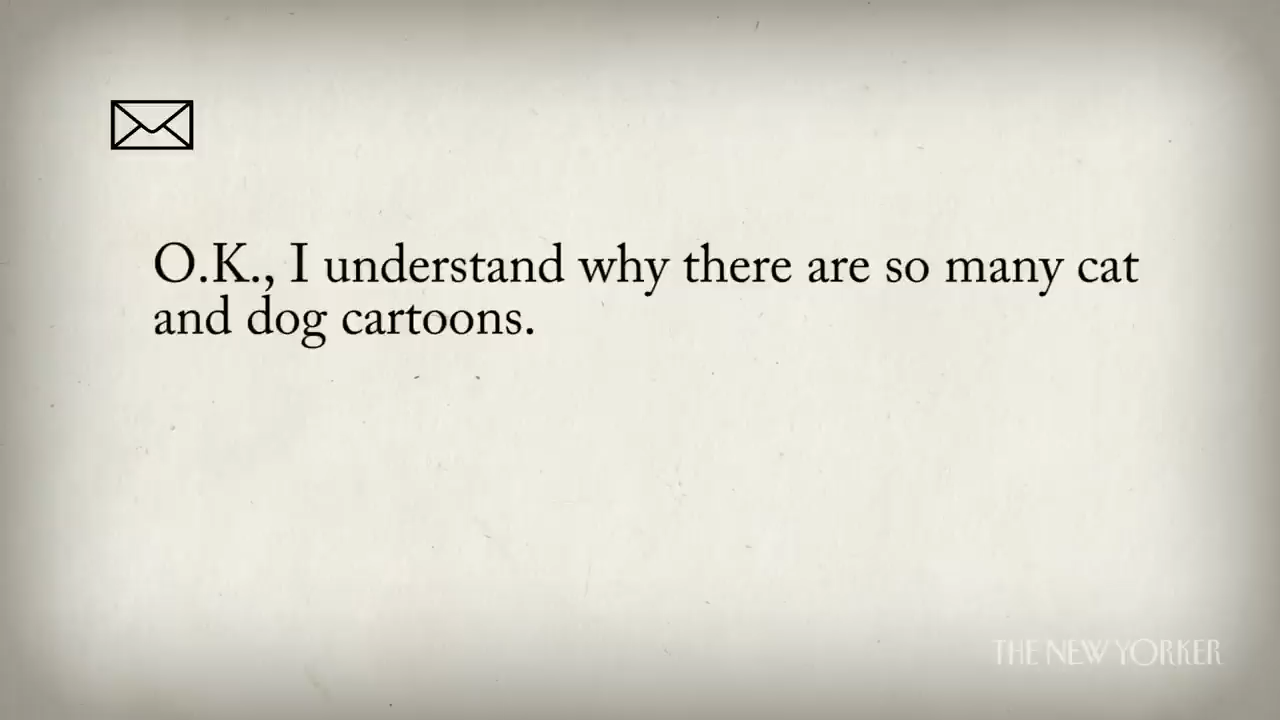 O.K., I understand why there are so many cat
and dog cartoons.
THE NEW YORKER